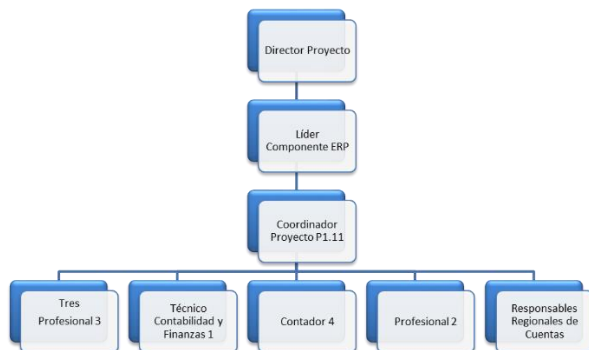 Director Proyecto
Líder
Componente ERP
Coordinador
Proyecto P1.11
Tres
Profesional 3
Técnico
Contabilidad y
Finanzas 1
Contador 4
Profesional 2
Responsables
Regionales de
Cuentas